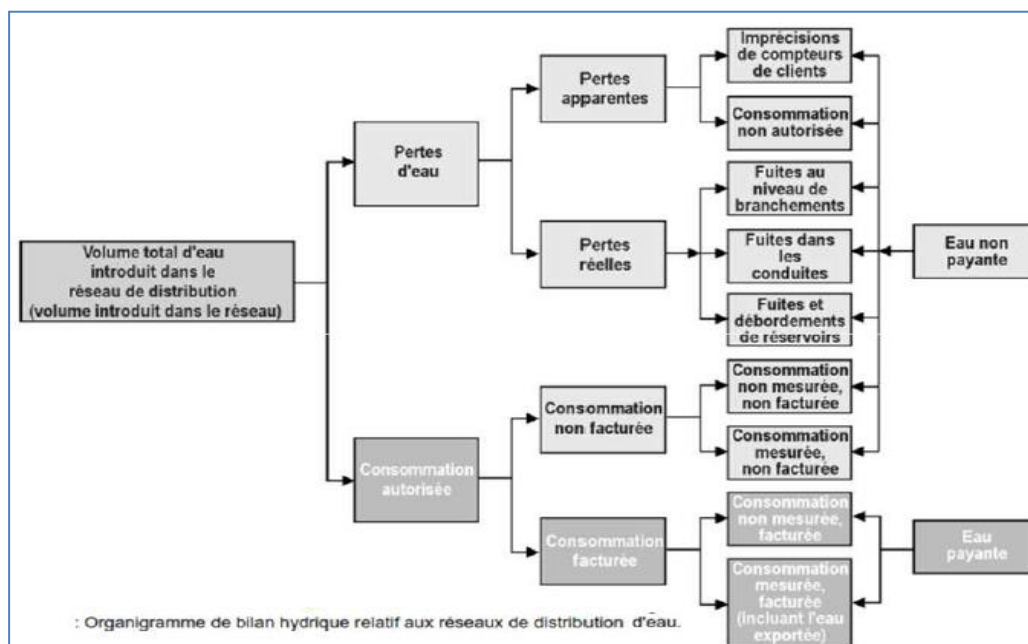 Volume total d'eau
introduit dans le
réseau de distribution
(volume introduit dans le réseau)
Pertes
d'eau
Consommation
autorisée
Pertes
apparentes
Pertes
réelles
Consommation
non facturée
Consommation
facturée
Imprécisions
de compteurs
de clients
Consommation
non autorisée
Fuites au
niveau de
branchements
Fuites dans
les
conduites
Fuites et
débordements
de réservoirs
Consommation
non mesurée,
non facturée
Consommation
mesurée,
non facturée
Consommation
non mesurée,
facturée
Consommation
mesurée,
facturée
(incluant l'eau
exportée)
Eau non
payante
Eau
payante
: Organigramme de bilan hydrique relatif aux réseaux de distribution d'eau.